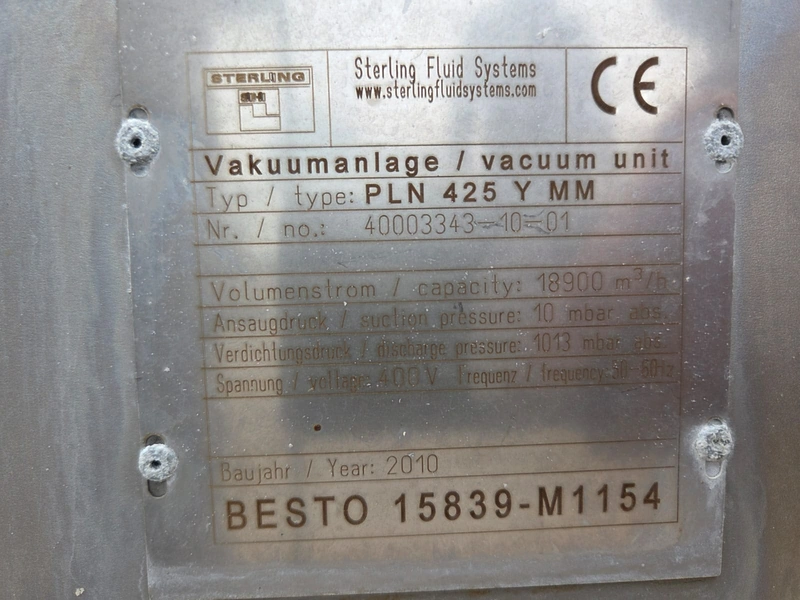 STERLING
SIHI
Sterling Fluid Systems
www.sterlingfluidsystems.com
CE
Vakuumanlage / vacuum unit
Typ / type: PLN 425 Y MM
Nr. / no.: 40003343-10-01
Volumenstrom / capacity: 18900 m³/h
Ansaugdruck / suction pressure: 10 mbar abs.
Verdichtungsdruck / discharge pressure: 1013 mbar abs.
Spannung / voltage: 400 V frequenz / frequency: 50-60Hz
Baujahr / Year: 2010
BESTO 15839-M1154